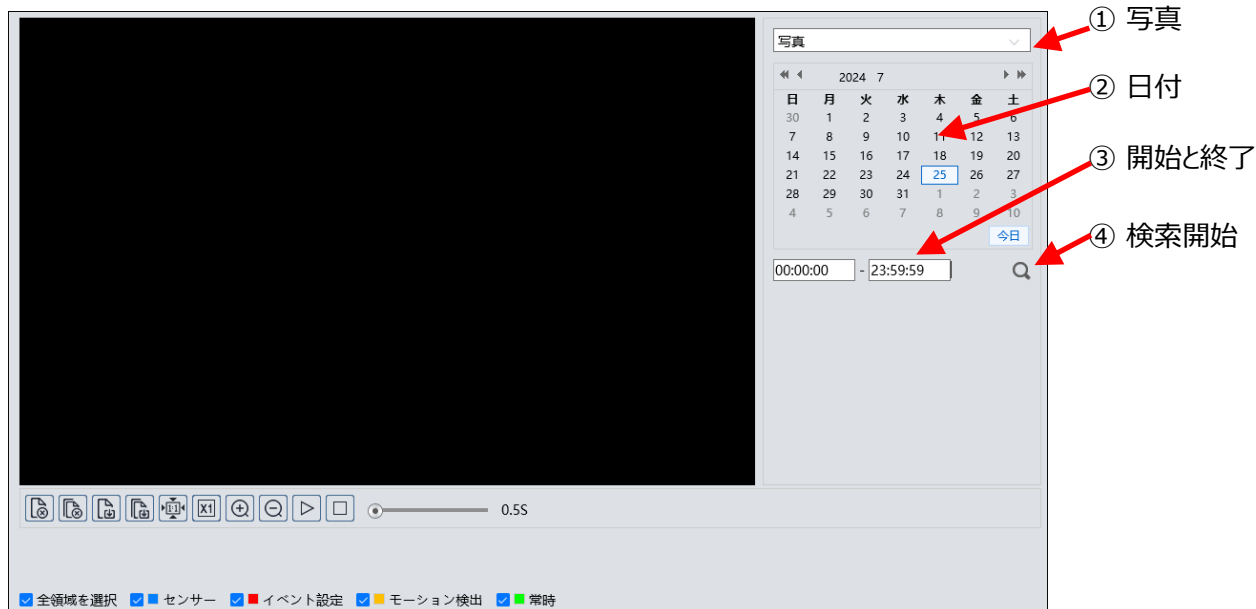 写真
① 写真
2024 7
日 月 火 水 木 金 土
30 1 2 3 4 5 6
7 8 9 10 11 12 13
14 15 16 17 18 19 20
21 22 23 24 25 26 27
28 29 30 31 1 2 3
4 5 6 7 8 9 10
今日
② 日付
③ 開始と終了
④ 検索開始
00:00:00 - 23:59:59
1:1 X1 0.5S
全領域を選択 センサー イベント設定 モーション検出 常時